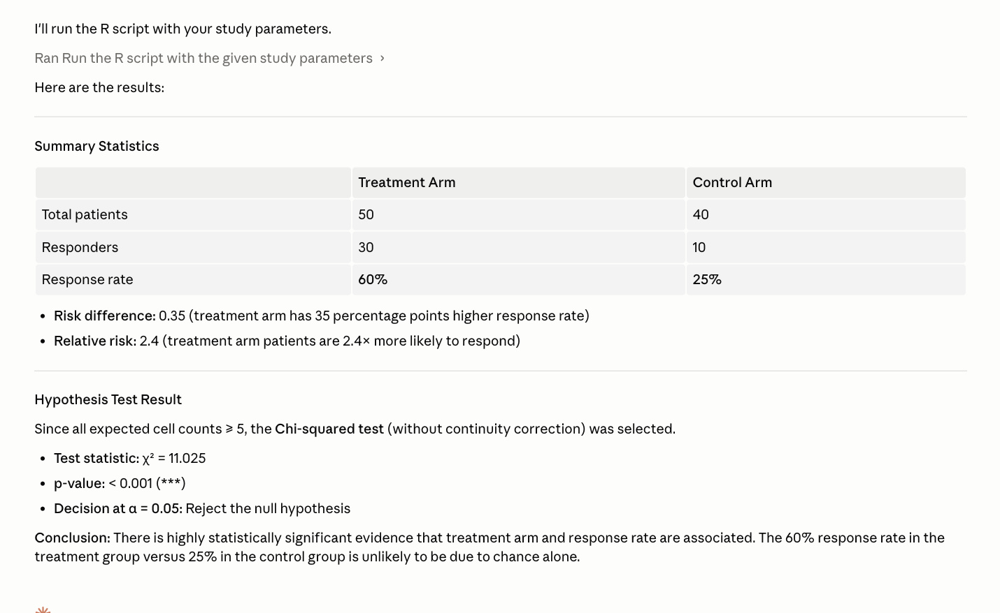 I'll run the R script with your study parameters.
Ran Run the R script with the given study parameters ›
Here are the results:
Summary Statistics
Treatment Arm Control Arm
Total patients 50 40
Responders 30 10
Response rate 60% 25%
• Risk difference: 0.35 (treatment arm has 35 percentage points higher response rate)
• Relative risk: 2.4 (treatment arm patients are 2.4× more likely to respond)
Hypothesis Test Result
Since all expected cell counts ≥ 5, the Chi-squared test (without continuity correction) was selected.
• Test statistic: χ² = 11.025
• p-value: < 0.001 (***)
• Decision at α = 0.05: Reject the null hypothesis
Conclusion: There is highly statistically significant evidence that treatment arm and response rate are associated. The 60% response rate in the
treatment group versus 25% in the control group is unlikely to be due to chance alone.